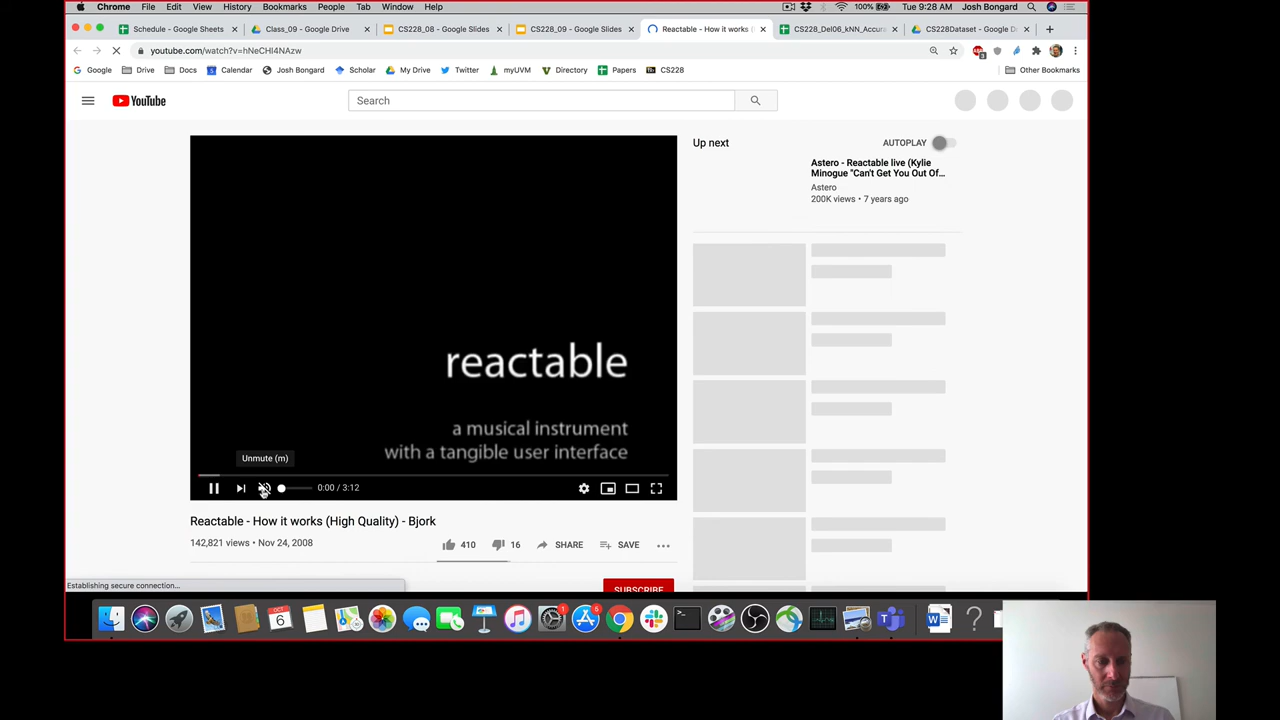 Chrome File Edit View History Bookmarks People Tab Window Help 100% Tue 9:28 AM Josh Bongard
Schedule - Google Sheets Class_09 - Google Drive CS228_08 - Google Slides CS228_09 - Google Slides Reactable - How it works CS228_Del06_kNN_Accura CS228Dataset - Google D
youtube.com/watch?v=hNeCHI4NAzw
Google Drive Docs Calendar Josh Bongard Scholar My Drive Twitter myUVM Directory Papers CS228 Other Bookmarks
YouTube
Search
Up next
AUTOPLAY
Astero - Reactable live (Kylie
Minogue "Can't Get You Out Of...
Astero
200K views • 7 years ago
reactable
a musical instrument
with a tangible user interface
Unmute (m)
0:00 / 3:12
Reactable - How it works (High Quality) - Bjork
142,821 views • Nov 24, 2008
410 16 SHARE SAVE
SUBSCRIBE
Establishing secure connection...